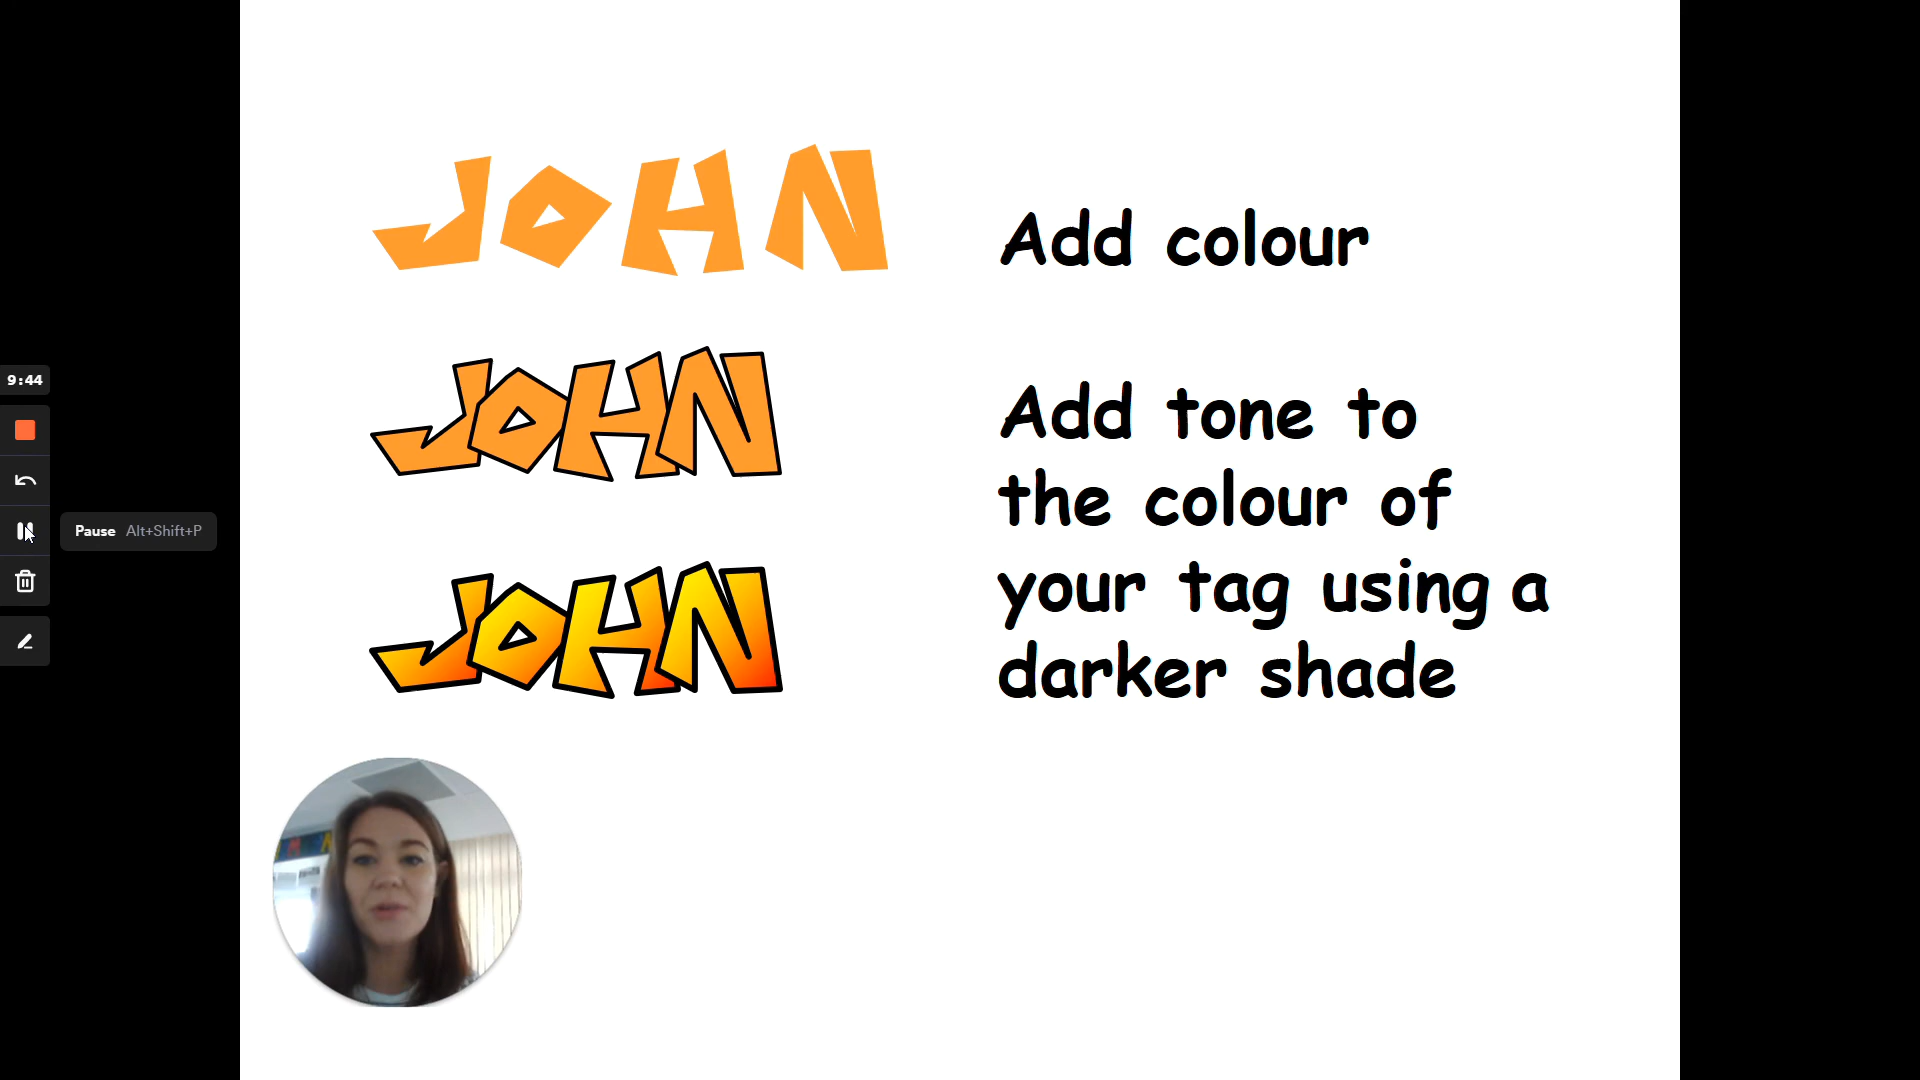 JOHN
Add colour
JOHN
Add tone to
the colour of
your tag using a
darker shade
JOHN
9:44
Pause Alt+Shift+P